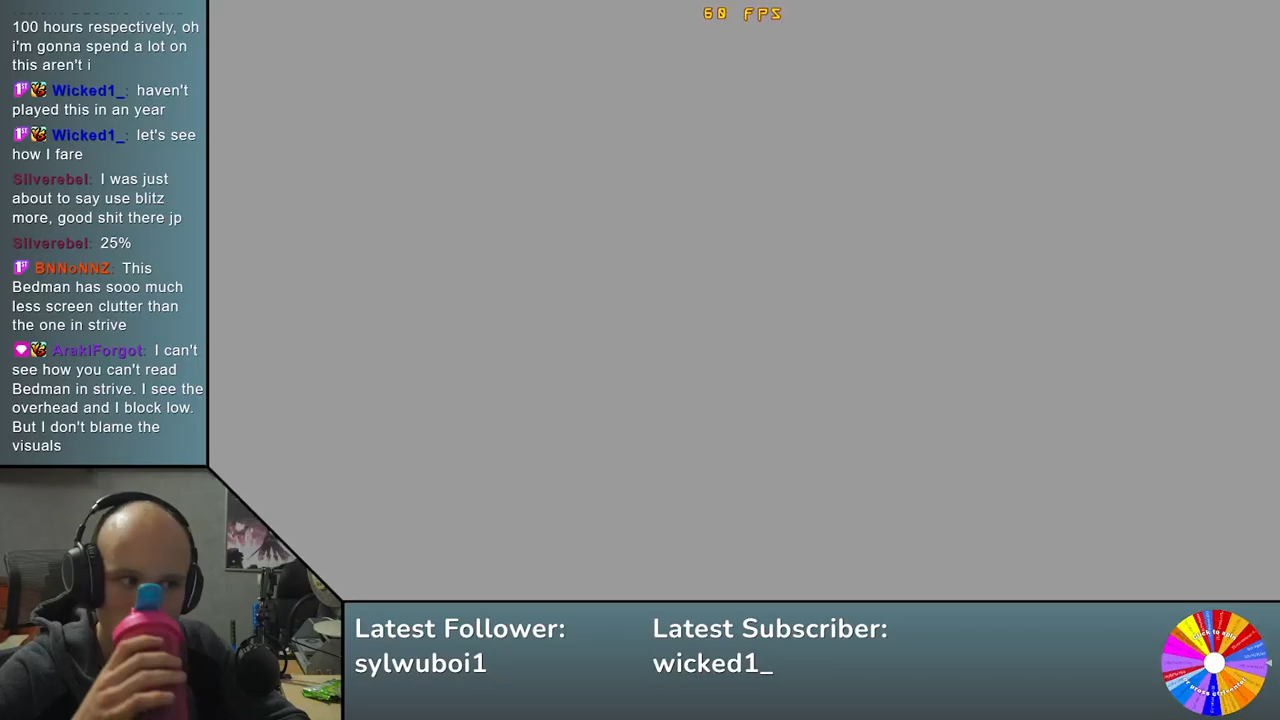 60 FPS
100 hours respectively, oh
i'm gonna spend a lot on
this aren't i
Wicked1_: haven't
played this in an year
Wicked1_: let's see
how I fare
Silverebel: I was just
about to say use blitz
more, good shit there jp
Silverebel: 25%
BNNoNNZ: This
Bedman has sooo much
less screen clutter than
the one in strive
ArakiForgot: I can't
see how you can't read
Bedman in strive. I see the
overhead and I block low.
But I don't blame the
visuals
Latest Follower:
sylwuboi1
Latest Subscriber:
wicked1_